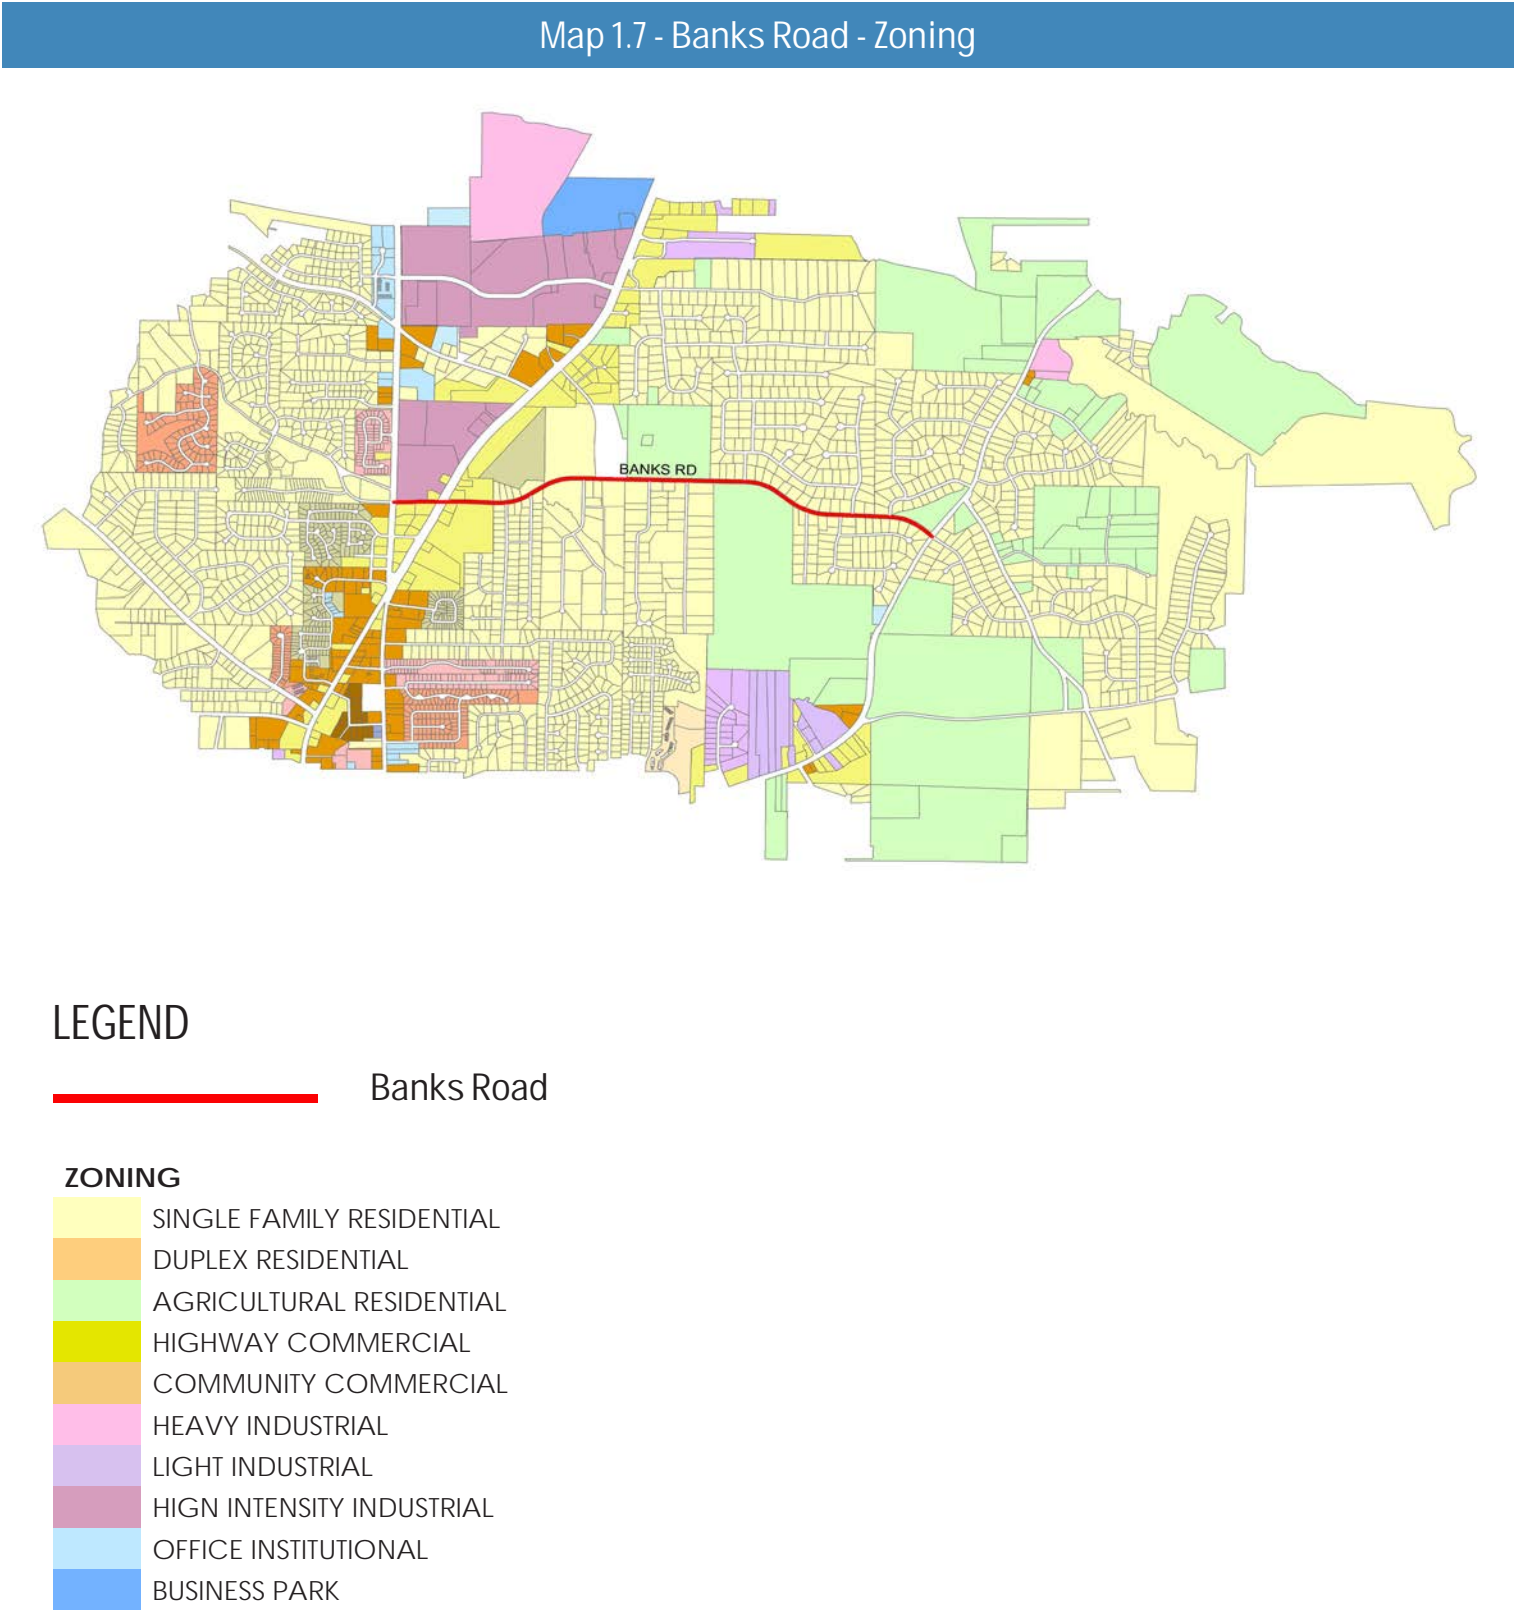 Map 1.7 - Banks Road - Zoning
BANKS RD
LEGEND
Banks Road
ZONING
SINGLE FAMILY RESIDENTIAL
DUPLEX RESIDENTIAL
AGRICULTURAL RESIDENTIAL
HIGHWAY COMMERCIAL
COMMUNITY COMMERCIAL
HEAVY INDUSTRIAL
LIGHT INDUSTRIAL
HIGN INTENSITY INDUSTRIAL
OFFICE INSTITUTIONAL
BUSINESS PARK